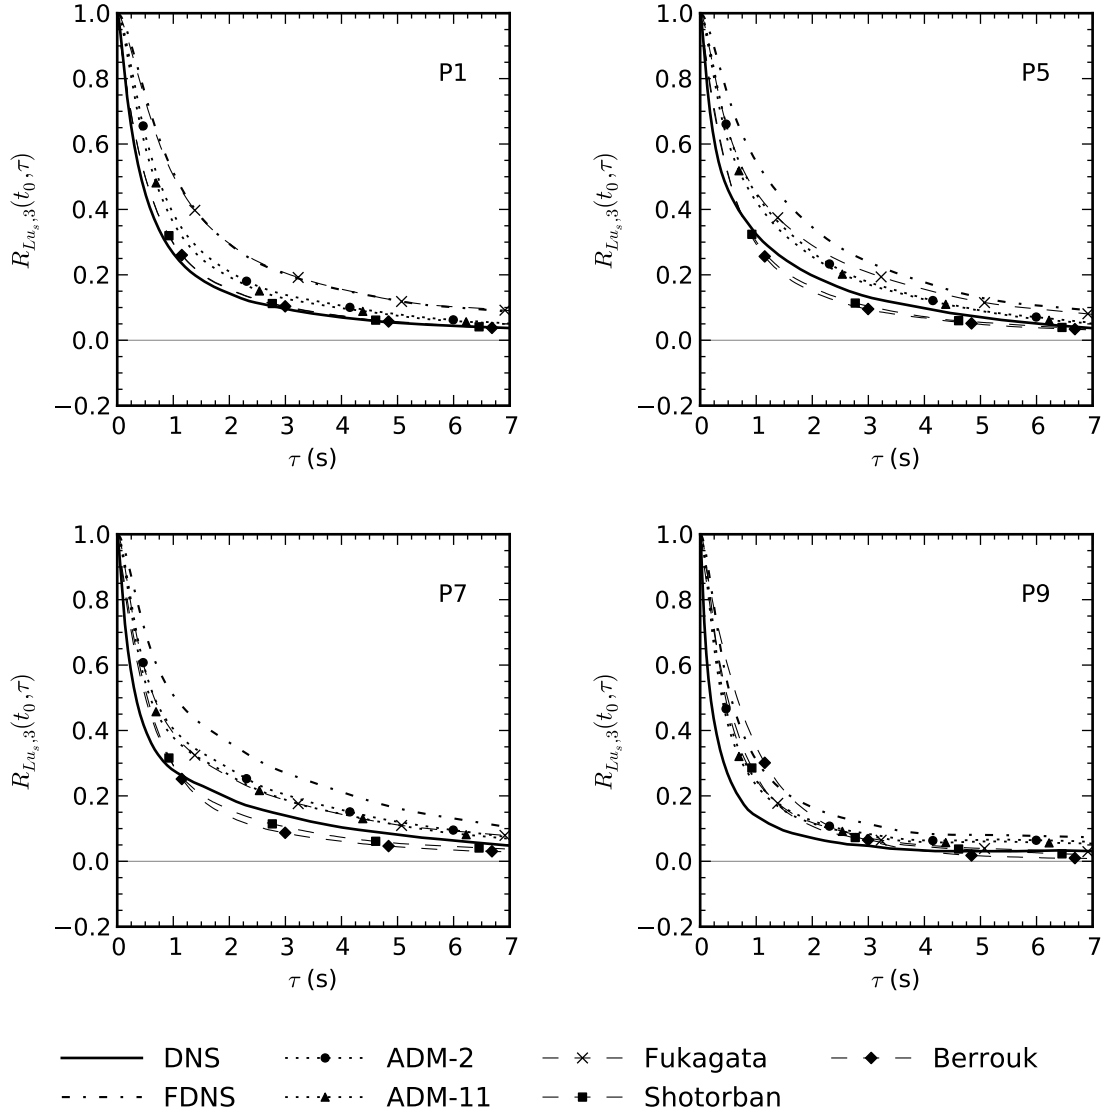 1.0
0.8
0.6
0.4
0.2
0.0
−0.2
R_{Lu_s,3}(t_0,τ)
P1
0 1 2 3 4 5 6 7
τ (s)
1.0
0.8
0.6
0.4
0.2
0.0
−0.2
R_{Lu_s,3}(t_0,τ)
P5
0 1 2 3 4 5 6 7
τ (s)
1.0
0.8
0.6
0.4
0.2
0.0
−0.2
R_{Lu_s,3}(t_0,τ)
P7
0 1 2 3 4 5 6 7
τ (s)
1.0
0.8
0.6
0.4
0.2
0.0
−0.2
R_{Lu_s,3}(t_0,τ)
P9
0 1 2 3 4 5 6 7
τ (s)
DNS ADM-2 Fukagata Berrouk
FDNS ADM-11 Shotorban